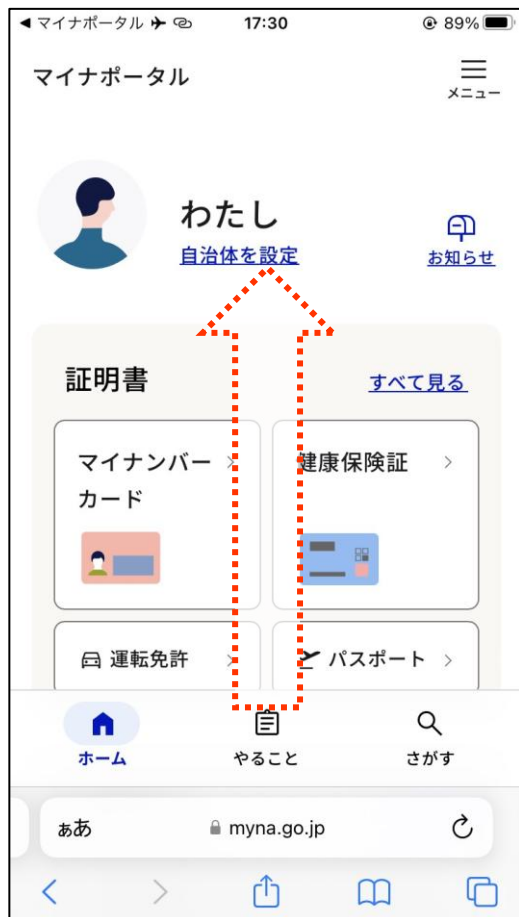 ◀ マイナポータル 17:30 89%
マイナポータル
メニュー
わたし
自治体を設定
お知らせ
証明書
すべて見る
マイナンバー
カード
健康保険証
運転免許
パスポート
ホーム
やること
さがす
ぁあ
myna.go.jp